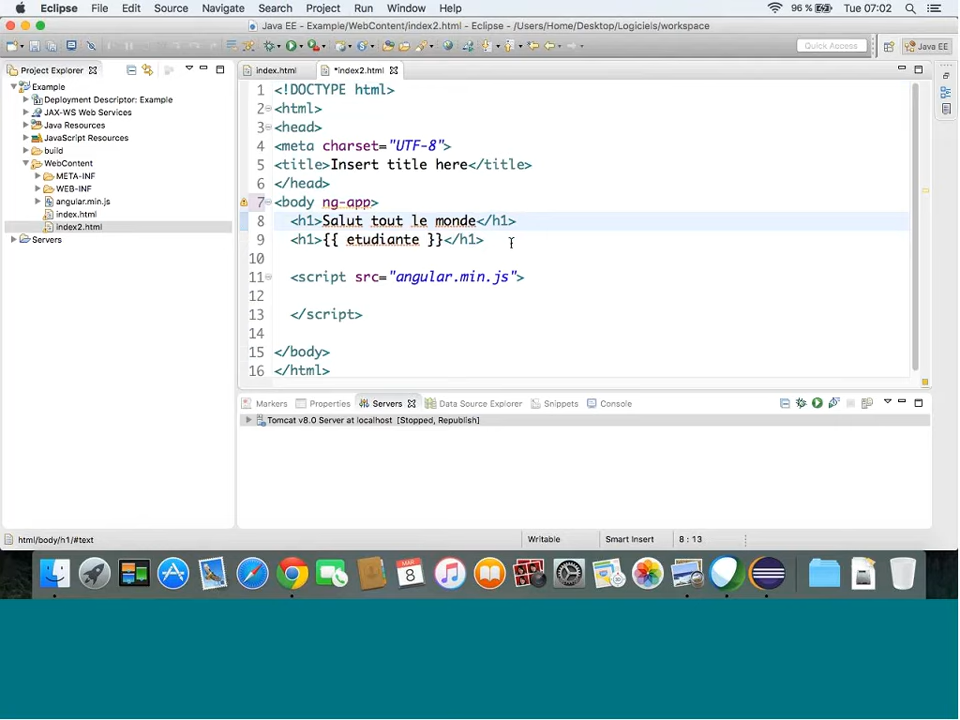 Eclipse File Edit Source Navigate Search Project Run Window Help 96 % Tue 07:02
Java EE - Example/WebContent/index2.html - Eclipse - /Users/Home/Desktop/Logiciels/workspace
Quick Access Java EE
Project Explorer
Example
Deployment Descriptor: Example
JAX-WS Web Services
Java Resources
JavaScript Resources
build
WebContent
META-INF
WEB-INF
angular.min.js
index.html
index2.html
Servers
index.html *index2.html
1 <!DOCTYPE html>
2 <html>
3 <head>
4 <meta charset="UTF-8">
5 <title>Insert title here</title>
6 </head>
7 <body ng-app>
8 <h1>Salut tout le monde</h1>
9 <h1>{{ etudiante }}</h1>
10
11 <script src="angular.min.js">
12
13 </script>
14
15 </body>
16 </html>
Markers Properties Servers Data Source Explorer Snippets Console
Tomcat v8.0 Server at localhost [Stopped, Republish]
html/body/h1/#text Writable Smart Insert 8 : 13
MAR
8